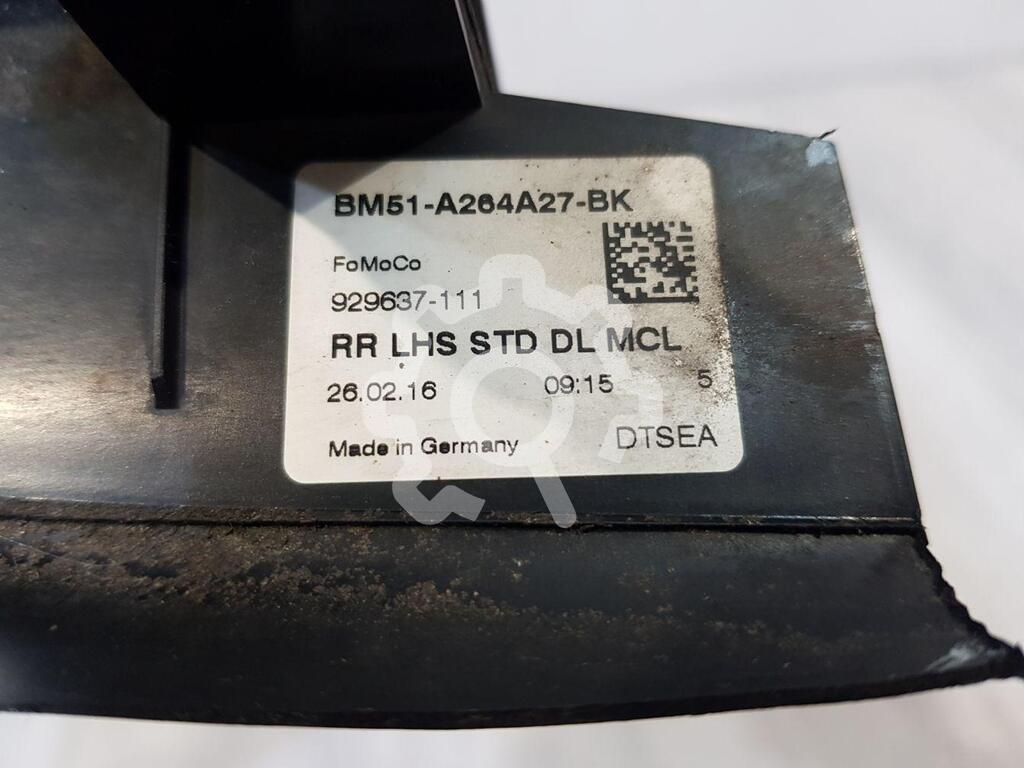 BM51-A264A27-BK
FoMoCo
929637-111
RR LHS STD DL MCL
26.02.16 09:15 5
Made in Germany DTSEA